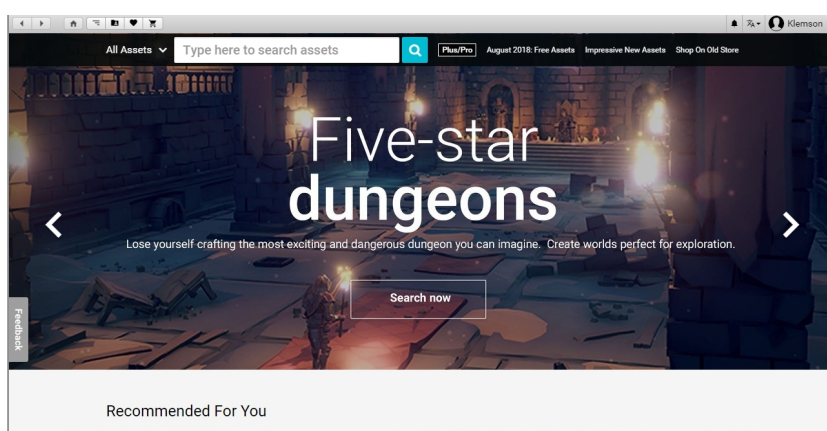 Klemson
All Assets
Type here to search assets
Plus/Pro
August 2018: Free Assets
Impressive New Assets
Shop On Old Store
Five-star
dungeons
Lose yourself crafting the most exciting and dangerous dungeon you can imagine. Create worlds perfect for exploration.
Search now
Feedback
Recommended For You